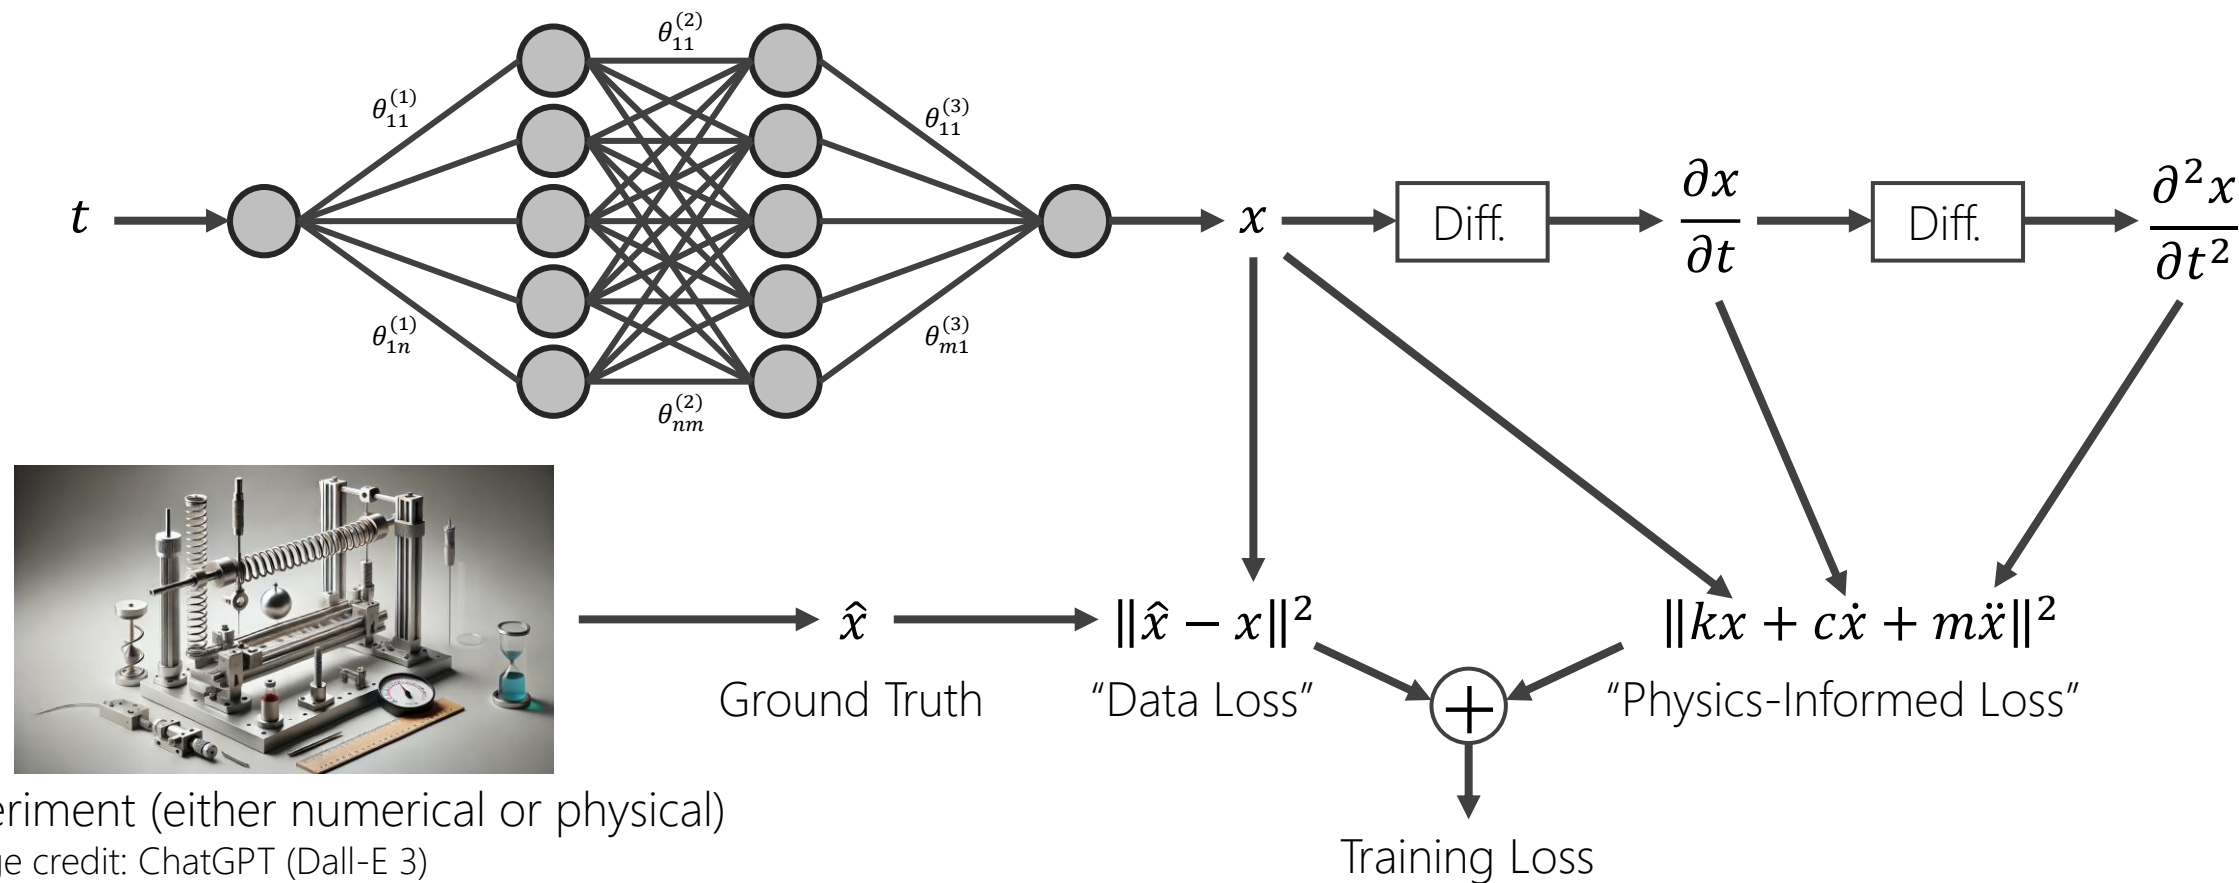 θ₁₁⁽²⁾
θ₁₁⁽¹⁾
θ₁₁⁽³⁾
t
x
Diff.
∂x/∂t
Diff.
∂²x/∂t²
θ₁ₙ⁽¹⁾
θₘ₁⁽³⁾
θₙₘ⁽²⁾
x̂
‖x̂ − x‖²
‖kx + cẋ + mẍ‖²
Ground Truth
“Data Loss”
+
“Physics-Informed Loss”
eriment (either numerical or physical)
ge credit: ChatGPT (Dall-E 3)
Training Loss